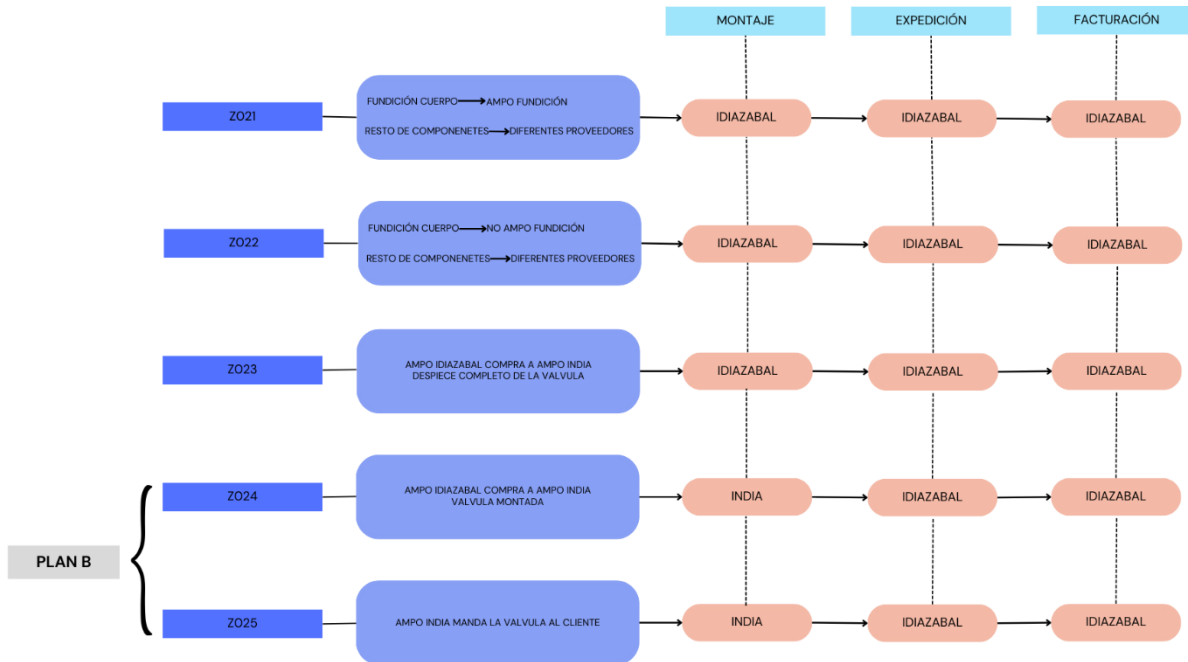 MONTAJE
EXPEDICIÓN
FACTURACIÓN
ZO21
FUNDICIÓN CUERPO AMPO FUNDICIÓN
RESTO DE COMPONENETES DIFERENTES PROVEEDORES
IDIAZABAL
IDIAZABAL
IDIAZABAL
ZO22
FUNDICIÓN CUERPO NO AMPO FUNDICIÓN
RESTO DE COMPONENETES DIFERENTES PROVEEDORES
IDIAZABAL
IDIAZABAL
IDIAZABAL
ZO23
AMPO IDIAZABAL COMPRA A AMPO INDIA
DESPIECE COMPLETO DE LA VALVULA
IDIAZABAL
IDIAZABAL
IDIAZABAL
PLAN B
ZO24
AMPO IDIAZABAL COMPRA A AMPO INDIA
VALVULA MONTADA
INDIA
IDIAZABAL
IDIAZABAL
ZO25
AMPO INDIA MANDA LA VALVULA AL CLIENTE
INDIA
IDIAZABAL
IDIAZABAL